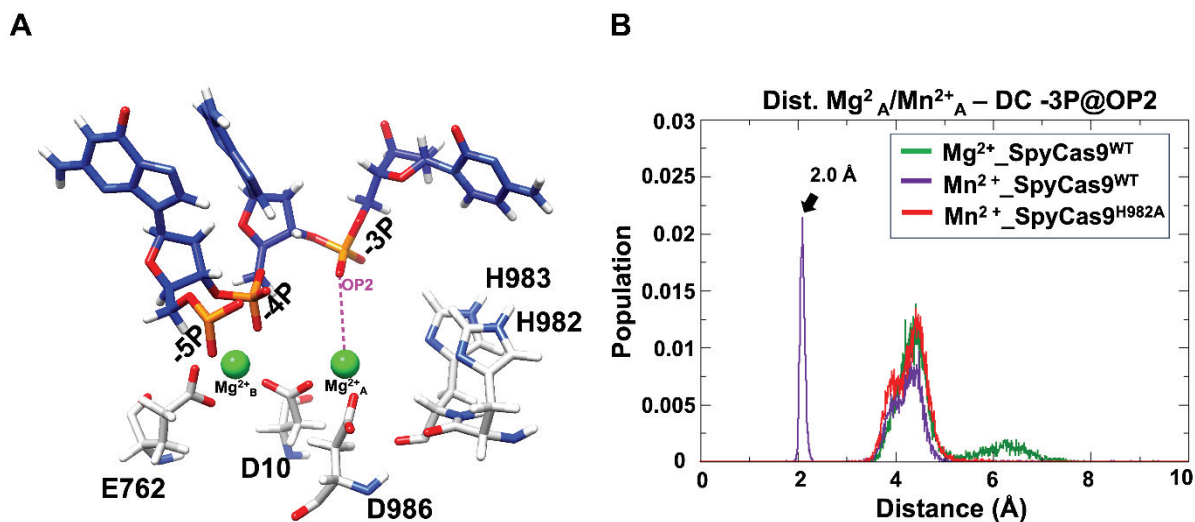 A
-3P
OP2
-4P
-5P
H983
H982
Mg²⁺B
Mg²⁺A
E762
D10
D986
B
Dist. Mg²A/Mn²⁺A – DC -3P@OP2
0.03
0.025
0.02
0.015
0.01
0.005
0
Population
2.0 Å
Mg²⁺_SpyCas9ᵂᵀ
Mn²⁺_SpyCas9ᵂᵀ
Mn²⁺_SpyCas9ᴴ⁹⁸²ᴬ
0 2 4 6 8 10
Distance (Å)